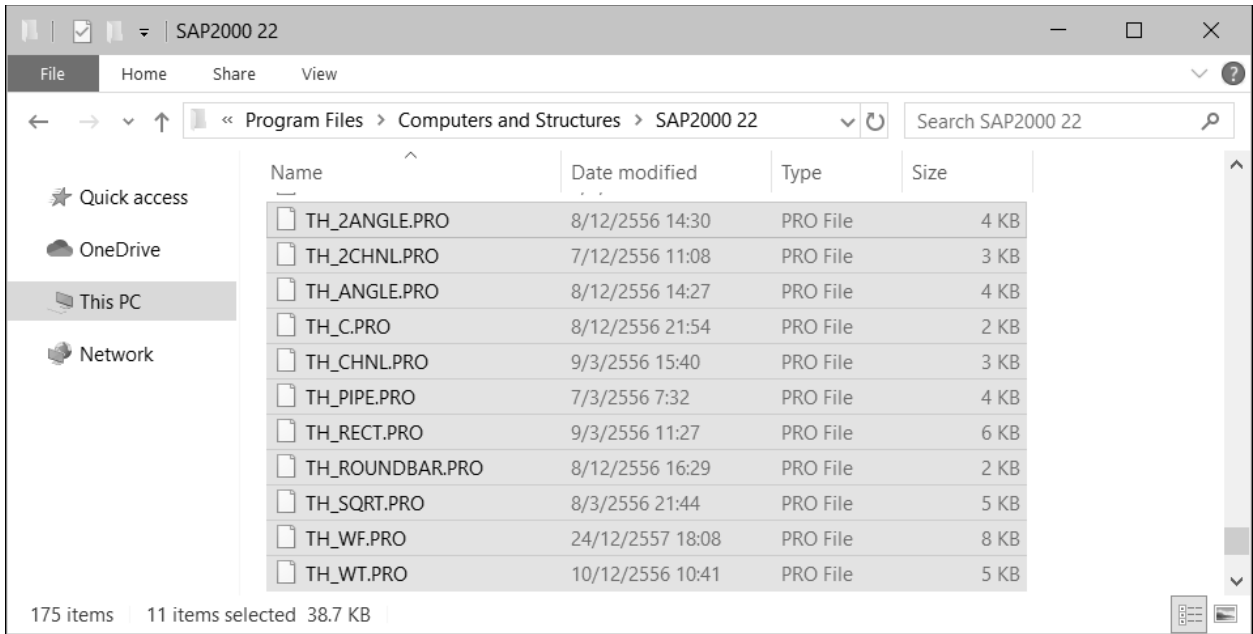 SAP2000 22
File Home Share View
« Program Files > Computers and Structures > SAP2000 22 Search SAP2000 22
Name Date modified Type Size
Quick access
TH_2ANGLE.PRO 8/12/2556 14:30 PRO File 4 KB
TH_2CHNL.PRO 7/12/2556 11:08 PRO File 3 KB
OneDrive
TH_ANGLE.PRO 8/12/2556 14:27 PRO File 4 KB
This PC
TH_C.PRO 8/12/2556 21:54 PRO File 2 KB
Network
TH_CHNL.PRO 9/3/2556 15:40 PRO File 3 KB
TH_PIPE.PRO 7/3/2556 7:32 PRO File 4 KB
TH_RECT.PRO 9/3/2556 11:27 PRO File 6 KB
TH_ROUNDBAR.PRO 8/12/2556 16:29 PRO File 2 KB
TH_SQRT.PRO 8/3/2556 21:44 PRO File 5 KB
TH_WF.PRO 24/12/2557 18:08 PRO File 8 KB
TH_WT.PRO 10/12/2556 10:41 PRO File 5 KB
175 items 11 items selected 38.7 KB